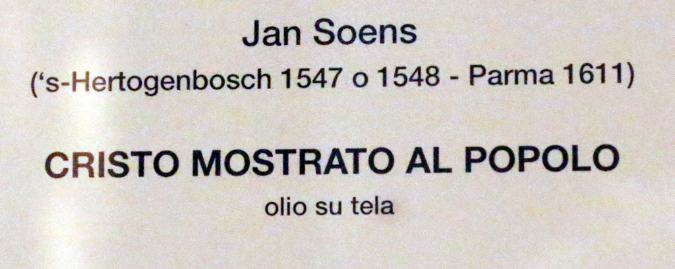 Jan Soens
(‘s-Hertogenbosch 1547 o 1548 - Parma 1611)
CRISTO MOSTRATO AL POPOLO
olio su tela